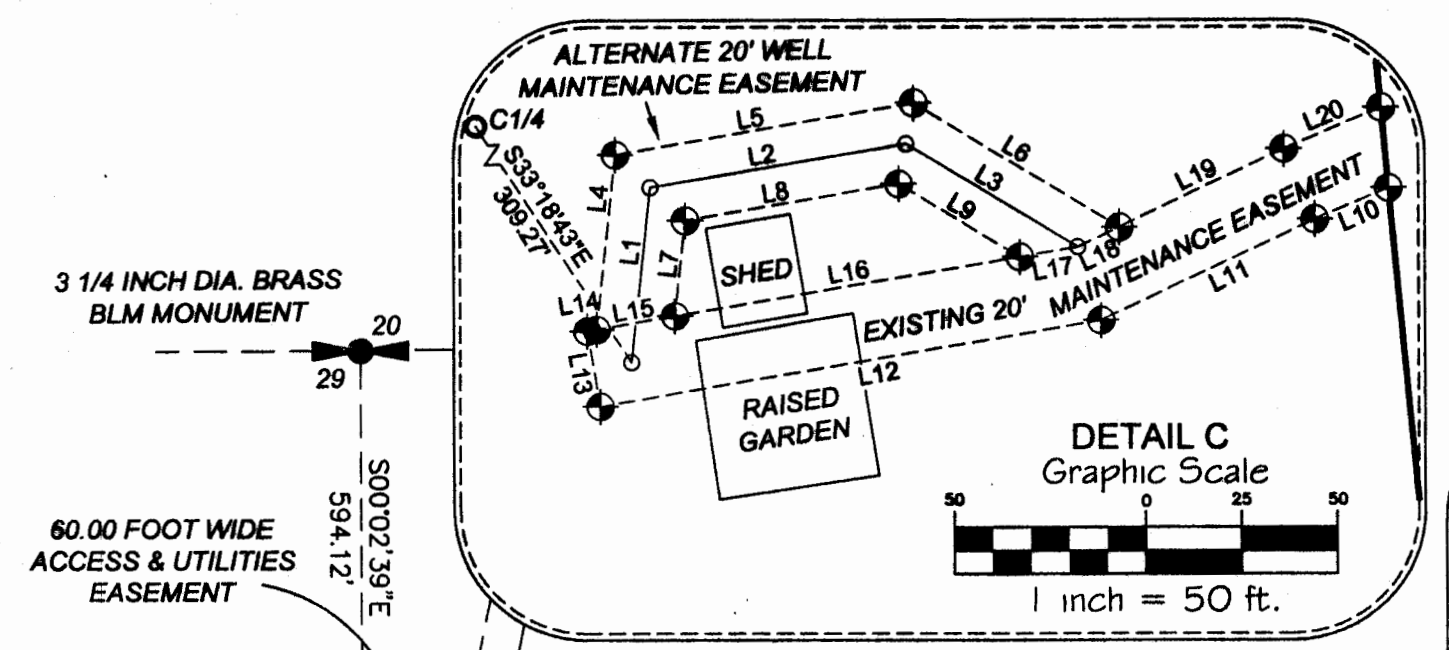 ALTERNATE 20' WELL
MAINTENANCE EASEMENT
C1/4
S33°18'43"E
309.27'
L5
L2
L8
L4
L1
L7
L6
L3
L9
L20
L19
L10
L11
L18
L17
L16
L14
L15
L13
L12
SHED
EXISTING 20' MAINTENANCE EASEMENT
RAISED
GARDEN
3 1/4 INCH DIA. BRASS
BLM MONUMENT
20
29
S00°02'39"E
594.12'
60.00 FOOT WIDE
ACCESS & UTILITIES
EASEMENT
DETAIL C
Graphic Scale
50 0 25 50
1 inch = 50 ft.